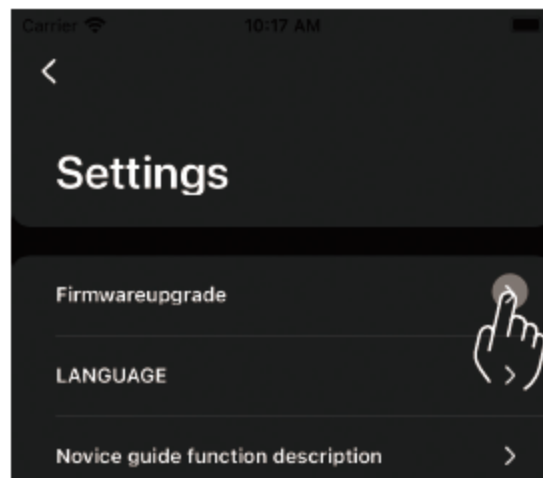 Carrier 10:17 AM
Settings
Firmwareupgrade
LANGUAGE
Novice guide function description